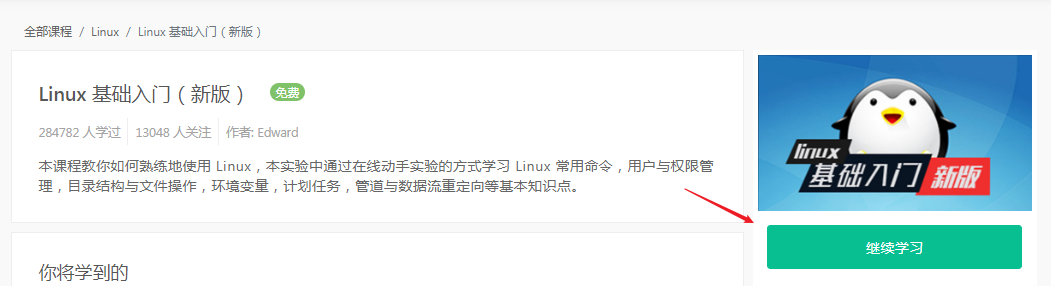 全部课程 / Linux / Linux 基础入门（新版）
Linux 基础入门（新版） 免费
284782 人学过 13048 人关注 作者: Edward
本课程教你如何熟练地使用 Linux，本实验中通过在线动手实验的方式学习 Linux 常用命令，用户与权限管
理，目录结构与文件操作，环境变量，计划任务，管道与数据流重定向等基本知识点。
你将学到的
linux
基础入门 新版
继续学习